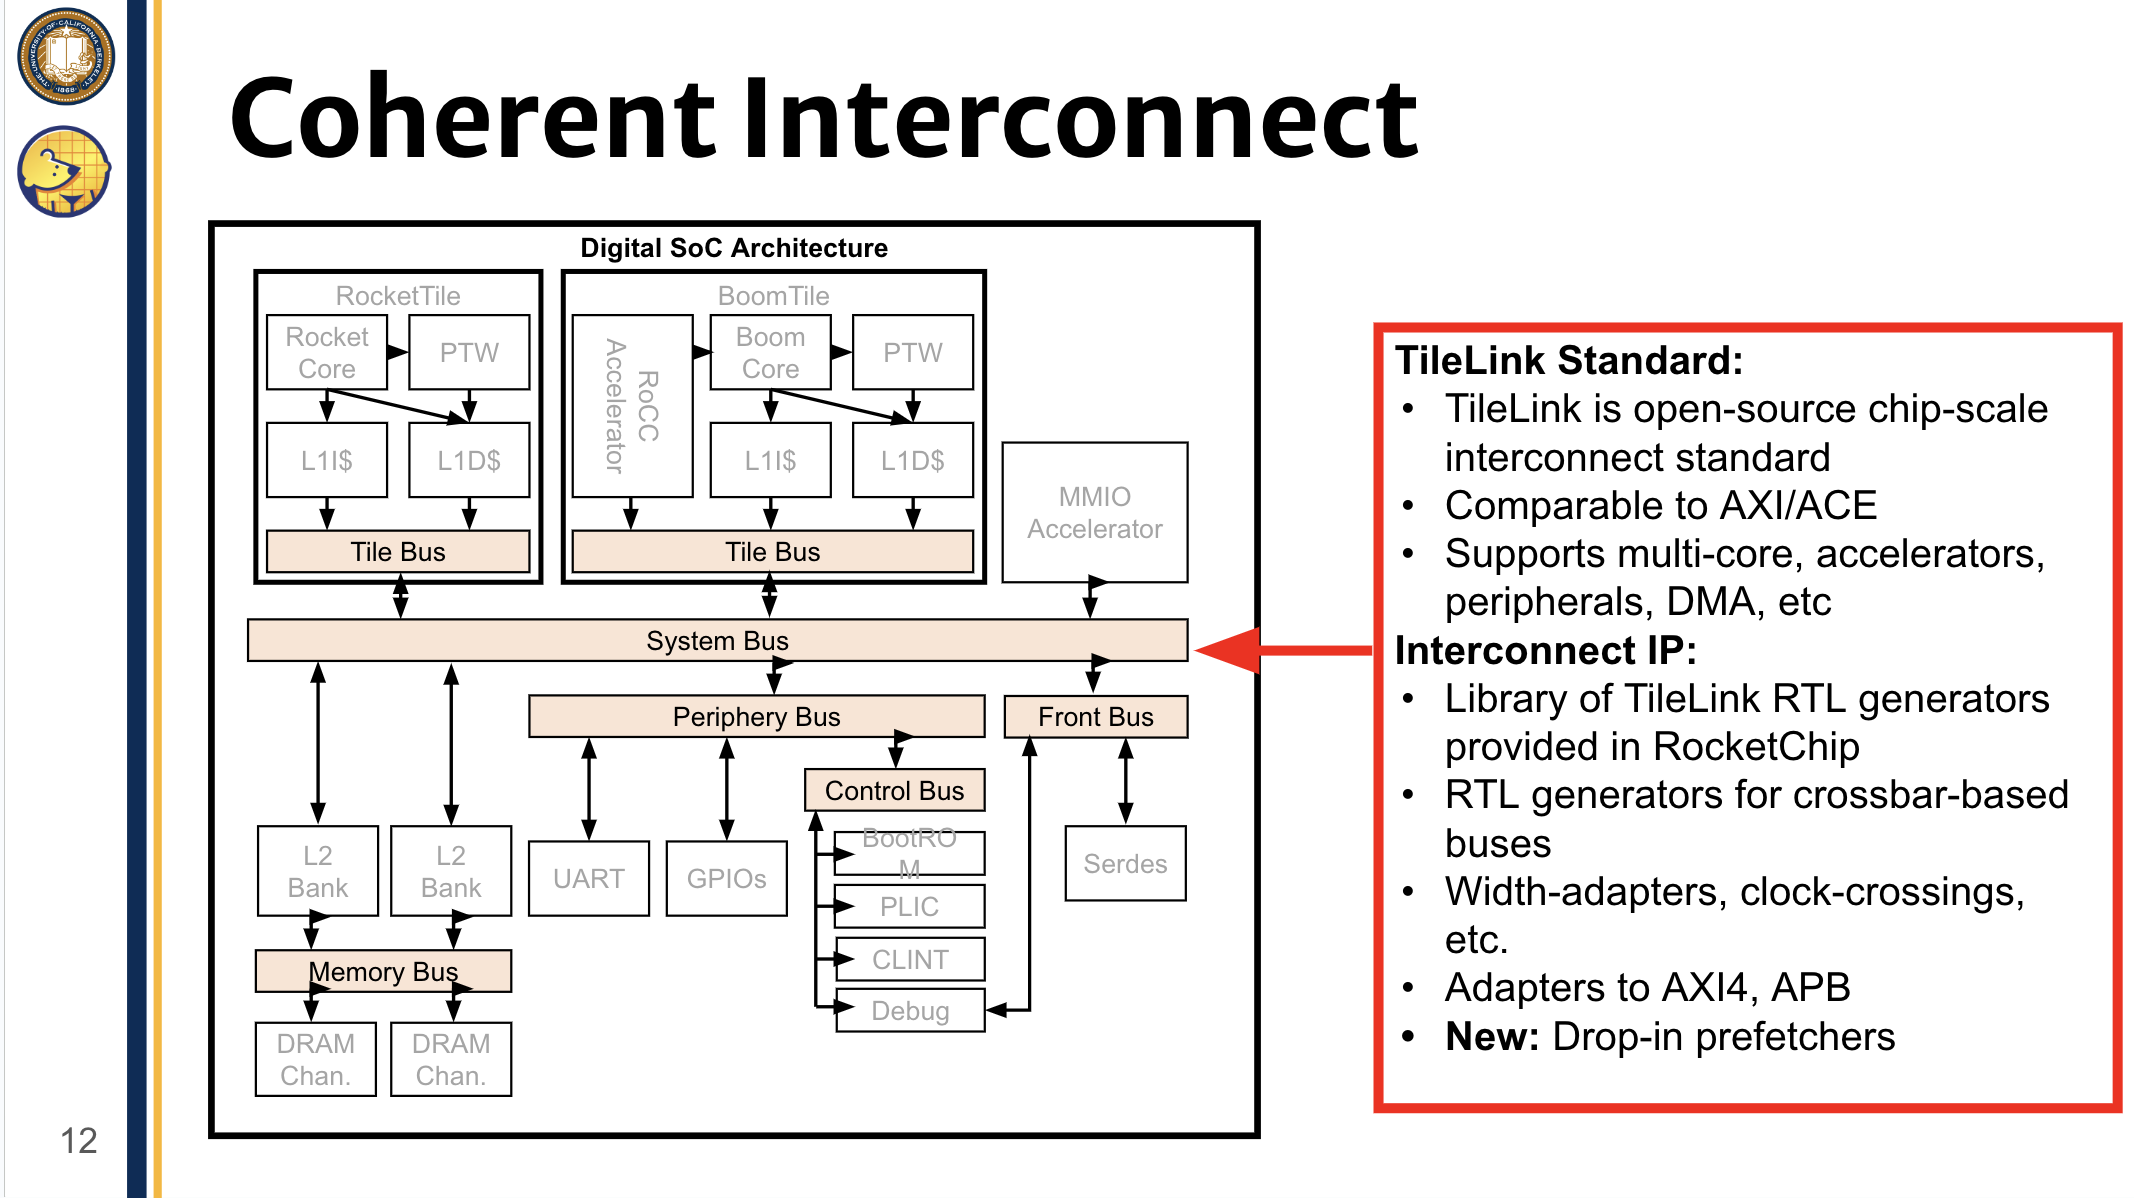 Coherent Interconnect
Digital SoC Architecture
RocketTile
Rocket
Core
PTW
L1I$
L1D$
Tile Bus
BoomTile
RoCC
Accelerator
Boom
Core
PTW
L1I$
L1D$
Tile Bus
MMIO
Accelerator
System Bus
Periphery Bus
Front Bus
Control Bus
L2
Bank
L2
Bank
UART
GPIOs
BootRO
M
PLIC
CLINT
Debug
Serdes
Memory Bus
DRAM
Chan.
DRAM
Chan.
TileLink Standard:
• TileLink is open-source chip-scale
interconnect standard
• Comparable to AXI/ACE
• Supports multi-core, accelerators,
peripherals, DMA, etc
Interconnect IP:
• Library of TileLink RTL generators
provided in RocketChip
• RTL generators for crossbar-based
buses
• Width-adapters, clock-crossings,
etc.
• Adapters to AXI4, APB
• New: Drop-in prefetchers
12